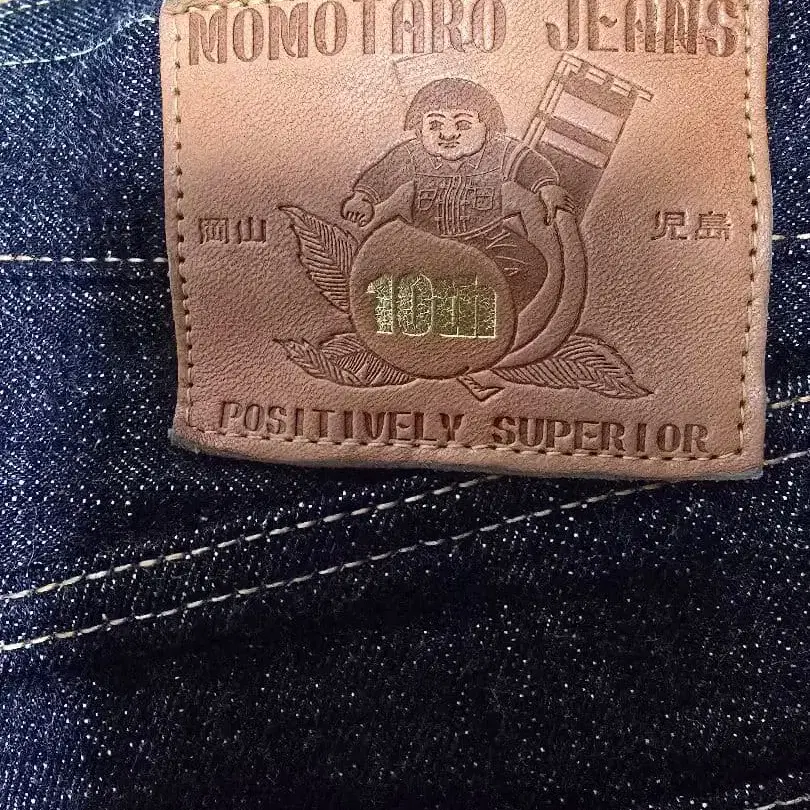 MOMOTARO JEANS
岡山 児島
10th
POSITIVELY SUPERIOR